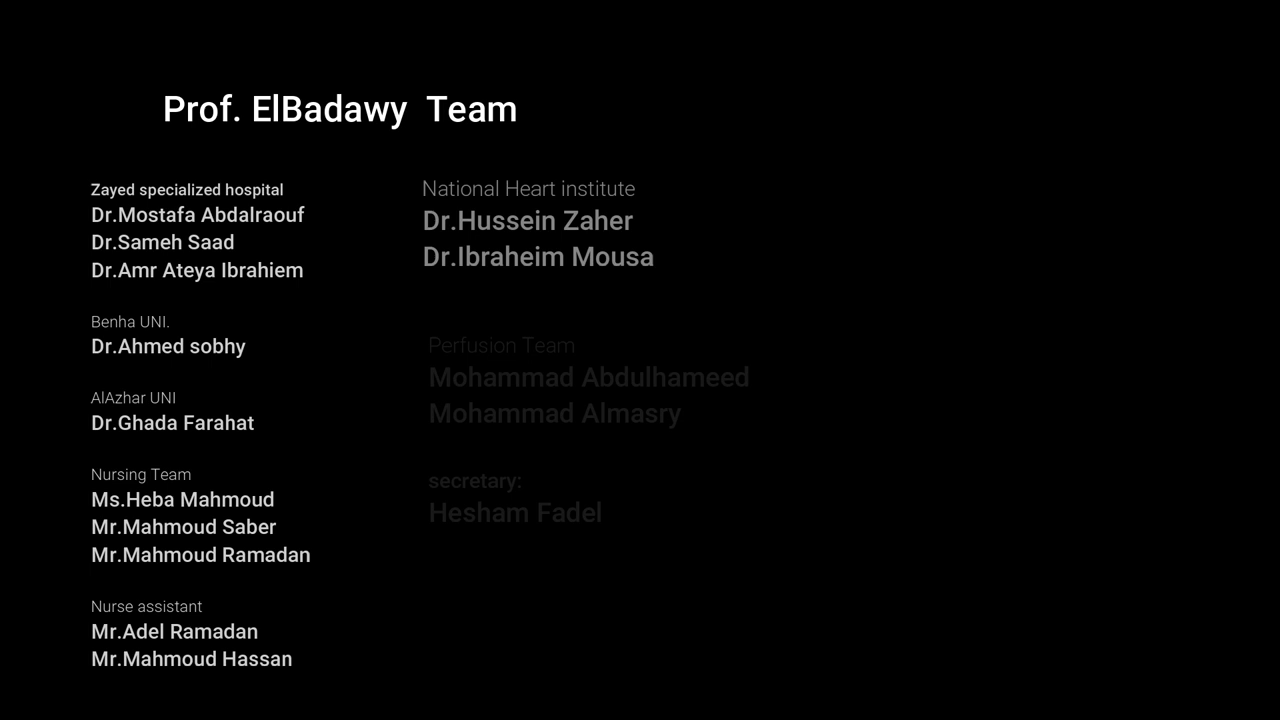 Prof. ElBadawy  Team
Zayed specialized hospital
Dr.Mostafa Abdalraouf
Dr.Sameh Saad
Dr.Amr Ateya Ibrahiem
Benha UNI.
Dr.Ahmed sobhy
AlAzhar UNI
Dr.Ghada Farahat
Nursing Team
Ms.Heba Mahmoud
Mr.Mahmoud Saber
Mr.Mahmoud Ramadan
Nurse assistant
Mr.Adel Ramadan
Mr.Mahmoud Hassan
National Heart institute
Dr.Hussein Zaher
Dr.Ibraheim Mousa
Perfusion Team
Mohammad Abdulhameed
Mohammad Almasry
secretary:
Hesham Fadel